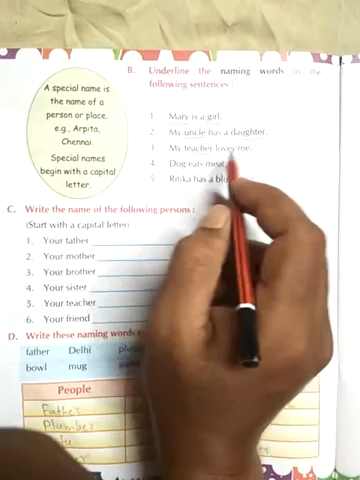 A special name is
the name of a
person or place.
e.g., Arpita,
Chennai.
Special names
begin with a capital
letter.
B. Underline the naming words in the
following sentences :
1. Mary is a girl.
2. My uncle has a daughter.
3. My teacher loves me.
4. Dog eats meat
5. Ritika has a
C. Write the name of the following persons :
(Start with a capital letter)
1. Your father
2. Your mother
3. Your brother
4. Your sister
5. Your teacher
6. Your friend
D. Write these naming words
father Delhi
bowl mug
People
Father
Plumber